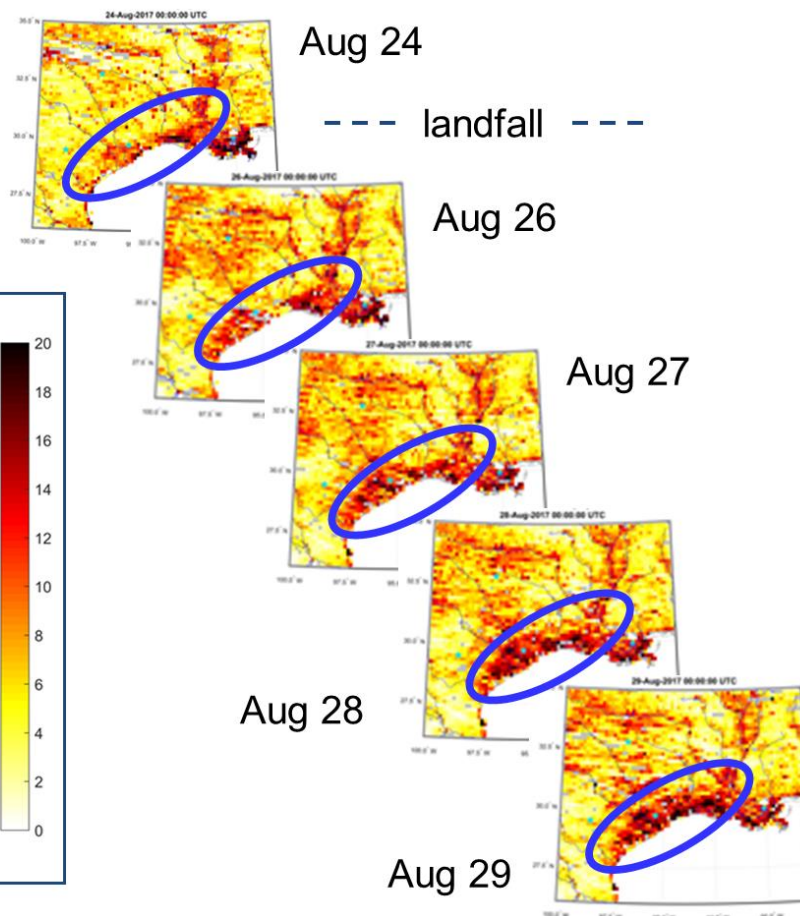 24-Aug-2017 00:00:00 UTC
Aug 24
landfall
26-Aug-2017 00:00:00 UTC
Aug 26
27-Aug-2017 00:00:00 UTC
Aug 27
28-Aug-2017 00:00:00 UTC
Aug 28
29-Aug-2017 00:00:00 UTC
Aug 29
20
18
16
14
12
10
8
6
4
2
0